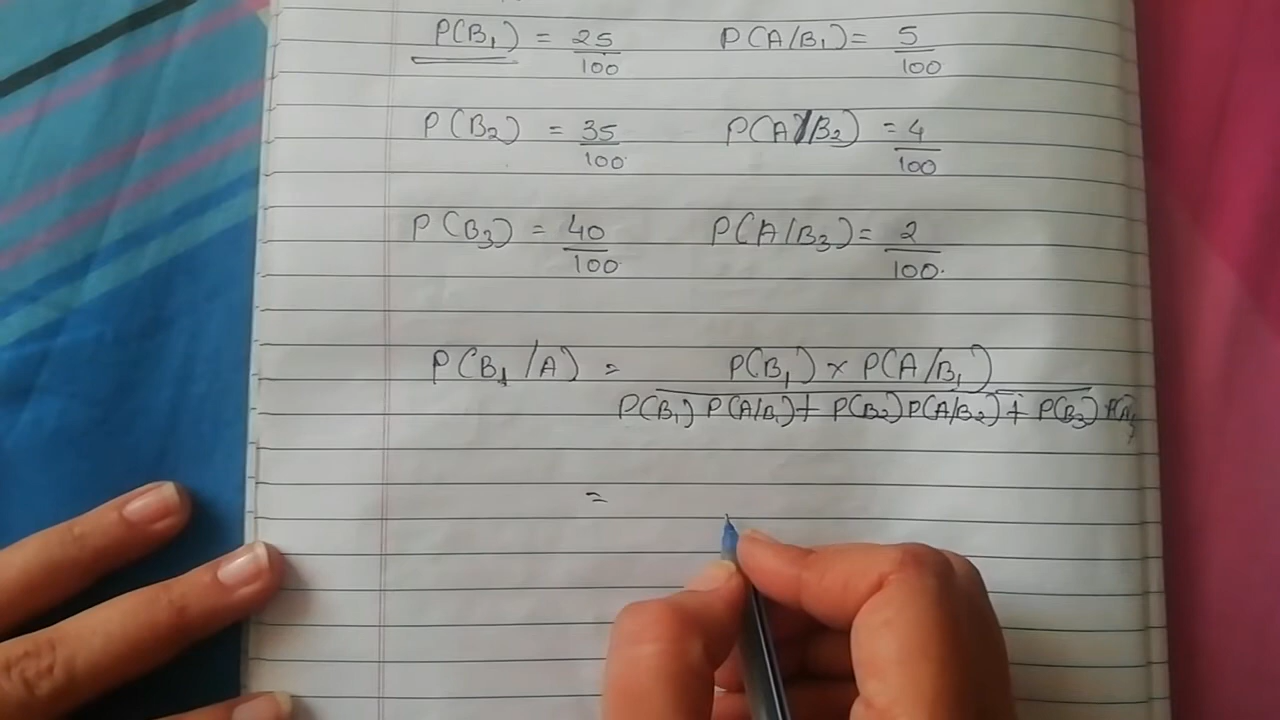 P(B₁) = 25/100 P(A/B₁) = 5/100
P(B₂) = 35/100 P(A/B₂) = 4/100
P(B₃) = 40/100 P(A/B₃) = 2/100.
P(B₁/A) = P(B₁) × P(A/B₁)
P(B₁) P(A/B₁) + P(B₂) P(A/B₂) + P(B₃)
=